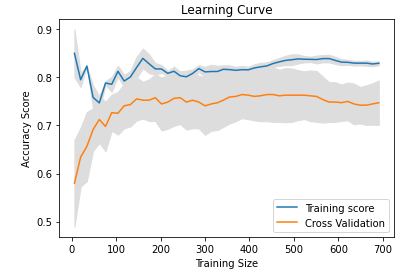 Learning Curve
0.9
0.8
0.7
0.6
0.5
Accuracy Score
0 100 200 300 400 500 600 700
Training Size
Training score
Cross Validation